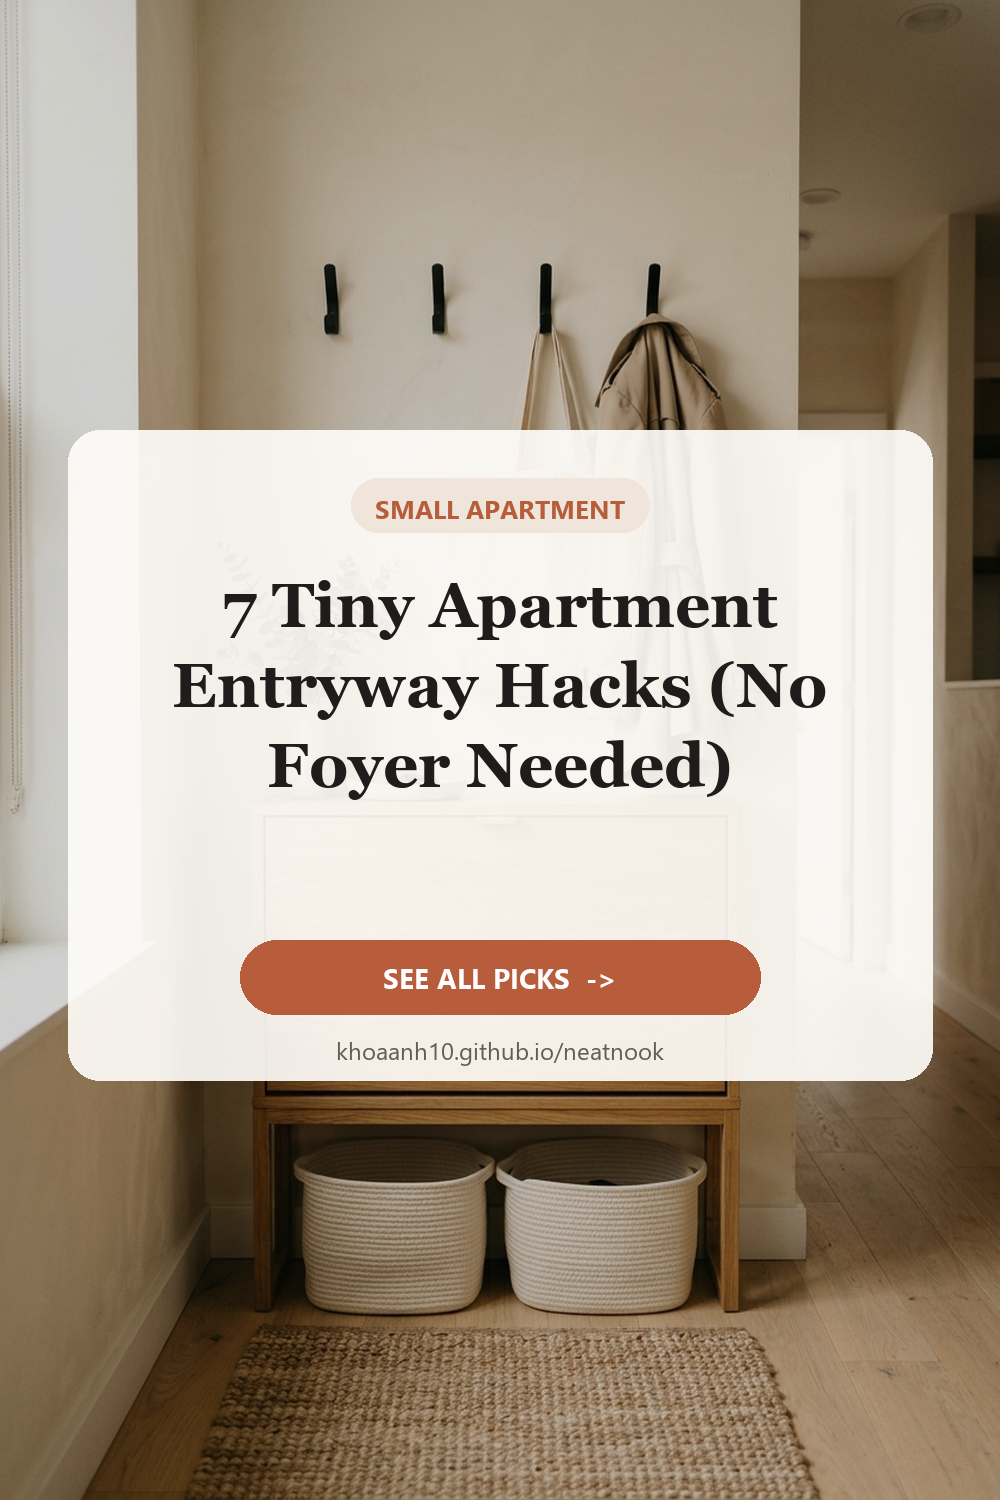 SMALL APARTMENT
7 Tiny Apartment
Entryway Hacks (No
Foyer Needed)
SEE ALL PICKS ->
khoaanh10.github.io/neatnook